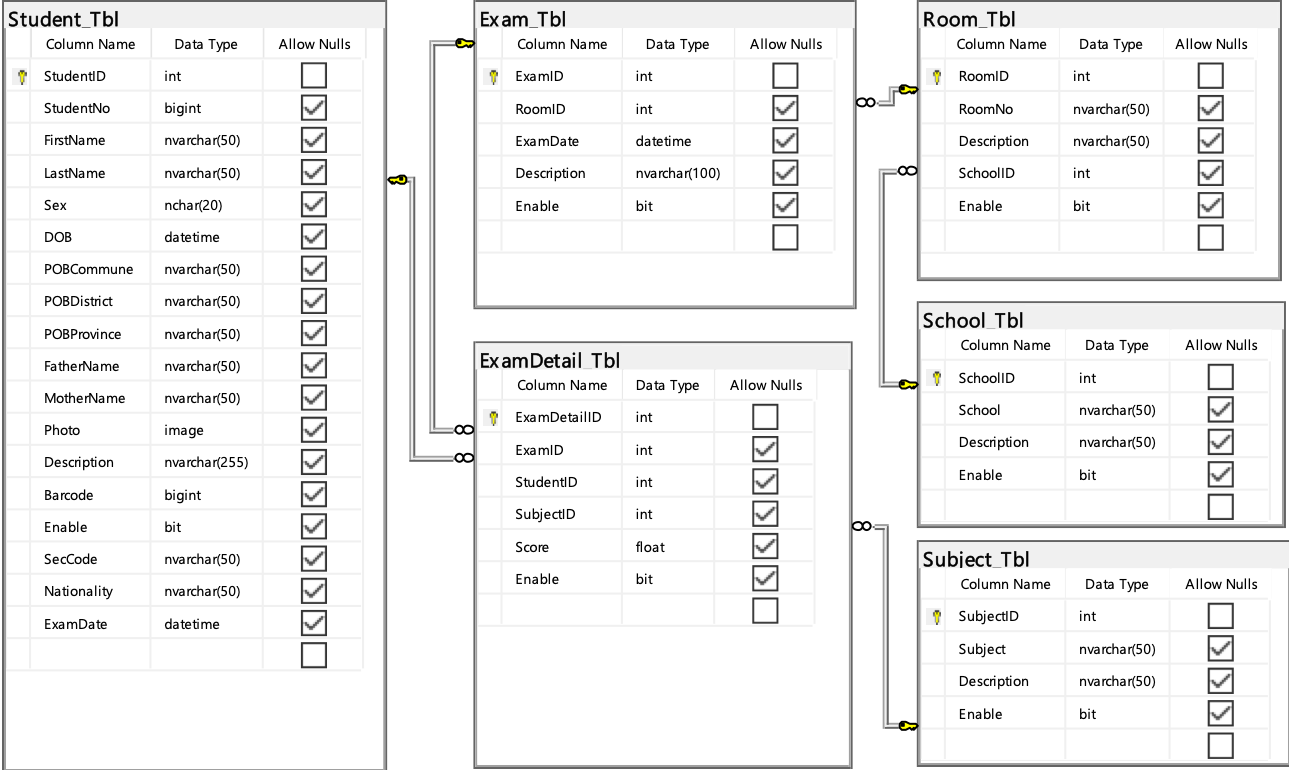 Student_Tbl
Column Name Data Type Allow Nulls
StudentID int
StudentNo bigint
FirstName nvarchar(50)
LastName nvarchar(50)
Sex nchar(20)
DOB datetime
POBCommune nvarchar(50)
POBDistrict nvarchar(50)
POBProvince nvarchar(50)
FatherName nvarchar(50)
MotherName nvarchar(50)
Photo image
Description nvarchar(255)
Barcode bigint
Enable bit
SecCode nvarchar(50)
Nationality nvarchar(50)
ExamDate datetime
Exam_Tbl
Column Name Data Type Allow Nulls
ExamID int
RoomID int
ExamDate datetime
Description nvarchar(100)
Enable bit
ExamDetail_Tbl
Column Name Data Type Allow Nulls
ExamDetailID int
ExamID int
StudentID int
SubjectID int
Score float
Enable bit
Room_Tbl
Column Name Data Type Allow Nulls
RoomID int
RoomNo nvarchar(50)
Description nvarchar(50)
SchoolID int
Enable bit
School_Tbl
Column Name Data Type Allow Nulls
SchoolID int
School nvarchar(50)
Description nvarchar(50)
Enable bit
Subject_Tbl
Column Name Data Type Allow Nulls
SubjectID int
Subject nvarchar(50)
Description nvarchar(50)
Enable bit